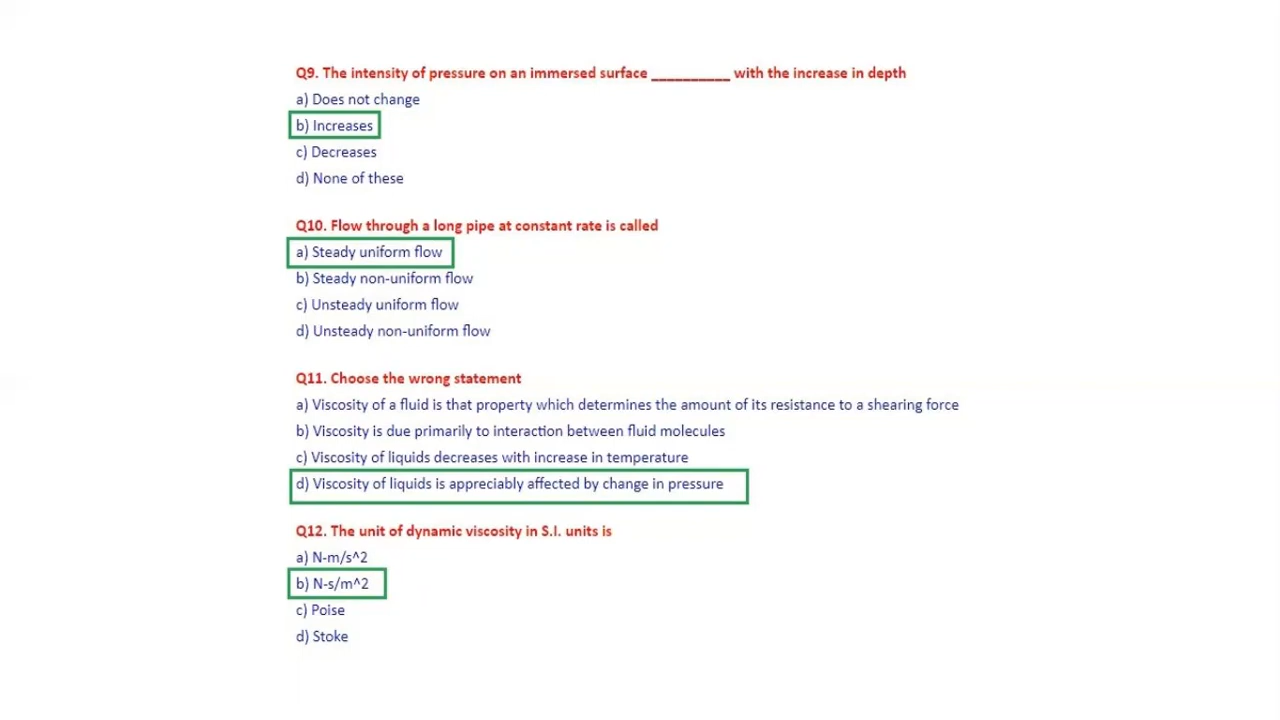 Q9. The intensity of pressure on an immersed surface __________ with the increase in depth
a) Does not change
b) Increases
c) Decreases
d) None of these
Q10. Flow through a long pipe at constant rate is called
a) Steady uniform flow
b) Steady non-uniform flow
c) Unsteady uniform flow
d) Unsteady non-uniform flow
Q11. Choose the wrong statement
a) Viscosity of a fluid is that property which determines the amount of its resistance to a shearing force
b) Viscosity is due primarily to interaction between fluid molecules
c) Viscosity of liquids decreases with increase in temperature
d) Viscosity of liquids is appreciably affected by change in pressure
Q12. The unit of dynamic viscosity in S.I. units is
a) N-m/s^2
b) N-s/m^2
c) Poise
d) Stoke